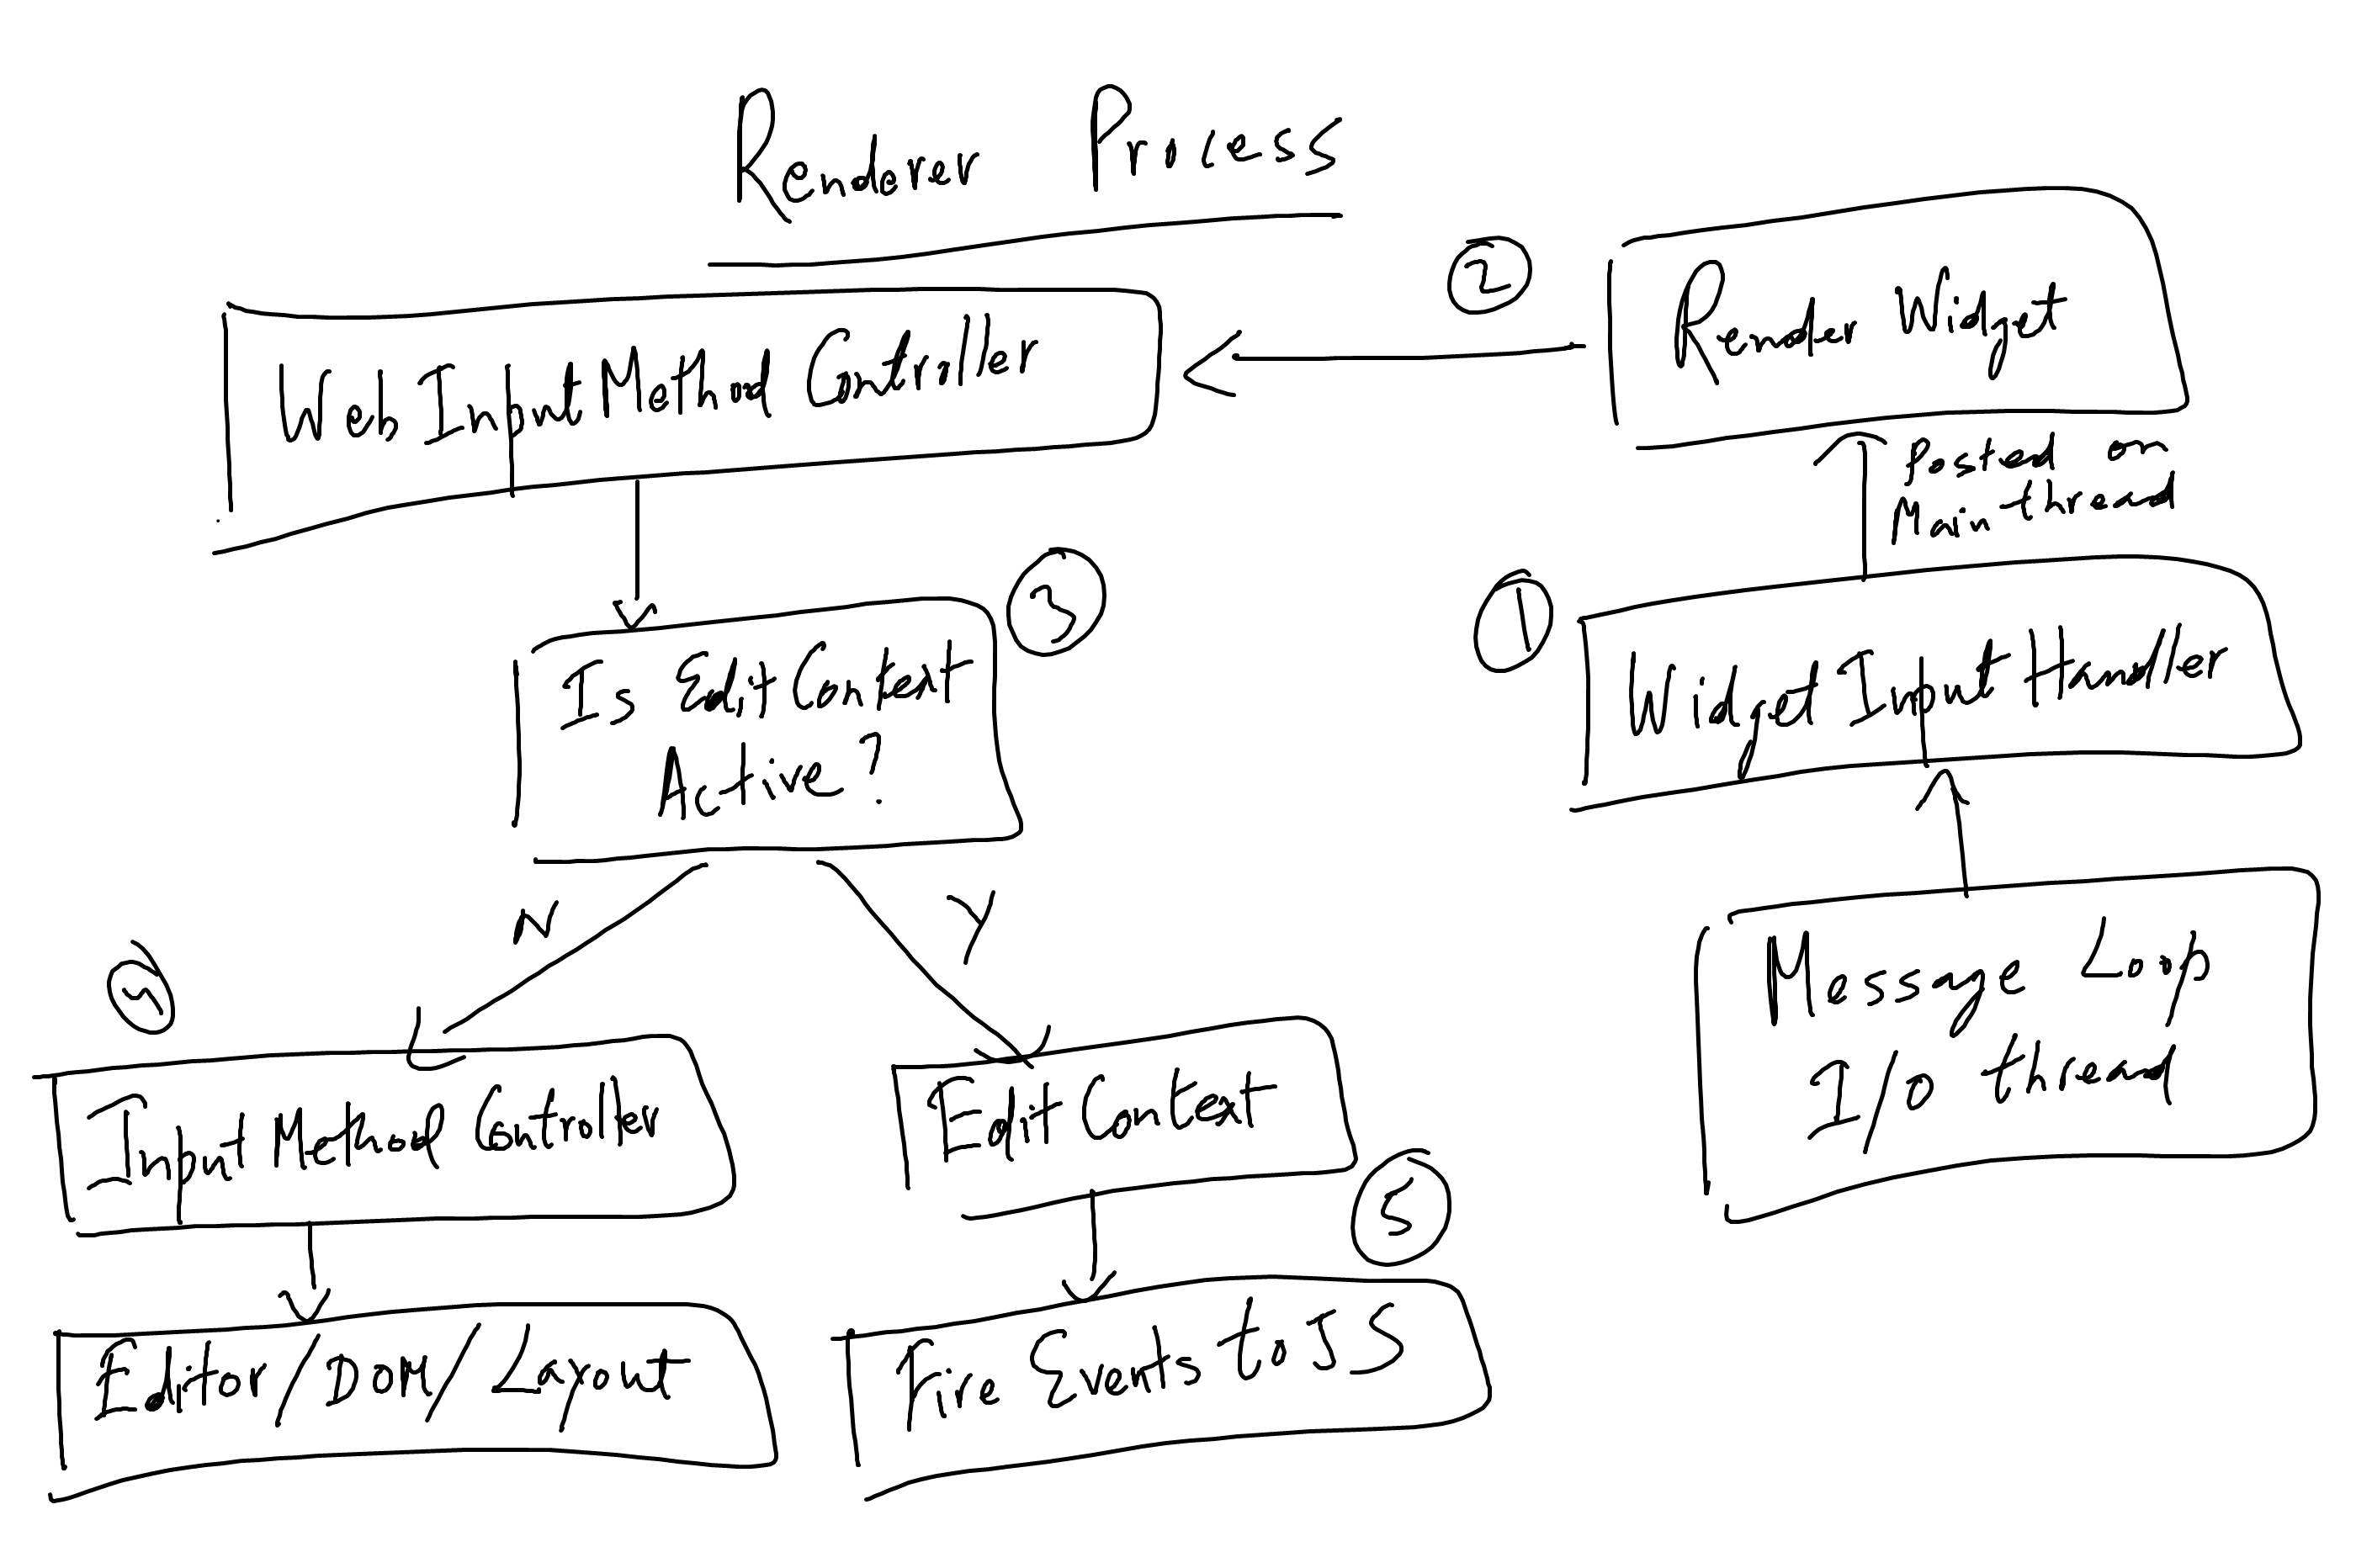 Renderer Process
2
Render Widget
Web Input Method Controller
Posted on
Main thread
3
1
Is Edit Context
Active?
Widget Input Handler
N
Y
4
Message Loop
I/O thread
Input Method Controller
Edit Context
5
Editor/DOM/Layout
Fire Events to JS